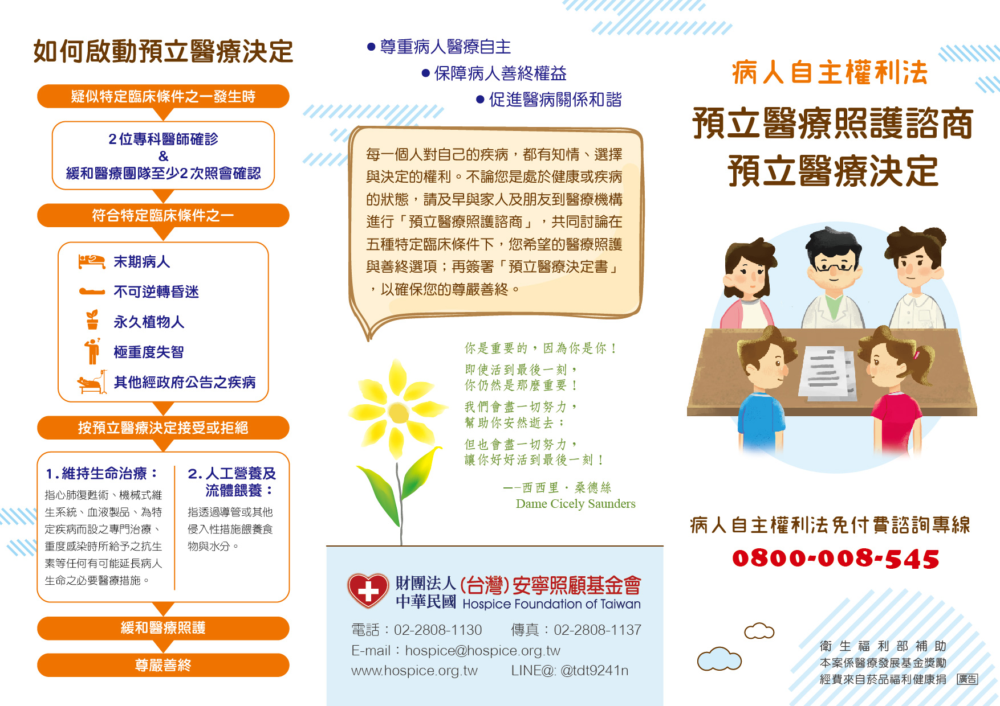 如何啟動預立醫療決定
疑似特定臨床條件之一發生時
2位專科醫師確診
&
緩和醫療團隊至少2次照會確認
符合特定臨床條件之一
末期病人
不可逆轉昏迷
永久植物人
極重度失智
其他經政府公告之疾病
按預立醫療決定接受或拒絕
1.維持生命治療：
指心肺復甦術、機械式維
生系統、血液製品、為特
定疾病而設之專門治療、
重度感染時所給予之抗生
素等任何有可能延長病人
生命之必要醫療措施。
2.人工營養及
流體餵養：
指透過導管或其他
侵入性措施餵養食
物與水分。
緩和醫療照護
尊嚴善終
●尊重病人醫療自主
●保障病人善終權益
●促進醫病關係和諧
每一個人對自己的疾病，都有知情、選擇
與決定的權利。不論您是處於健康或疾病
的狀態，請及早與家人及朋友到醫療機構
進行「預立醫療照護諮商」，共同討論在
五種特定臨床條件下，您希望的醫療照護
與善終選項；再簽署「預立醫療決定書」
，以確保您的尊嚴善終。
你是重要的，因為你是你！
即使活到最後一刻，
你仍然是那麼重要！
我們會盡一切努力，
幫助你安然逝去；
但也會盡一切努力，
讓你好好活到最後一刻！
——西西里．桑德絲
Dame Cicely Saunders
財團法人
中華民國
(台灣)安寧照顧基金會
Hospice Foundation of Taiwan
電話：02-2808-1130 傳真：02-2808-1137
E-mail：hospice@hospice.org.tw
www.hospice.org.tw LINE@: @tdt9241n
病人自主權利法
預立醫療照護諮商
預立醫療決定
病人自主權利法免付費諮詢專線
0800-008-545
衛生福利部補助
本案係醫療發展基金獎勵
經費來自菸品福利健康捐 廣告